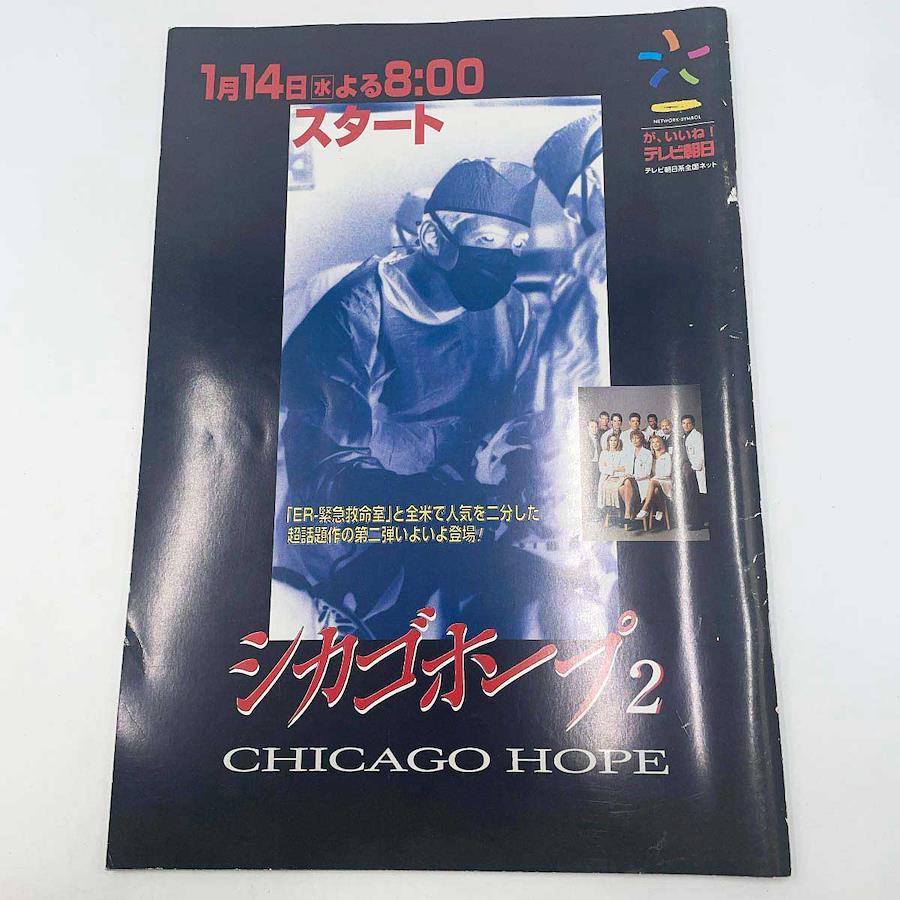 1月14日水よる8:00
スタート
NETWORK-SYMBOL
が、いいね!
テレビ朝日
テレビ朝日系全国ネット
「ER-緊急救命室」と全米で人気を二分した
超話題作の第二弾いよいよ登場!
シカゴホープ2
CHICAGO HOPE